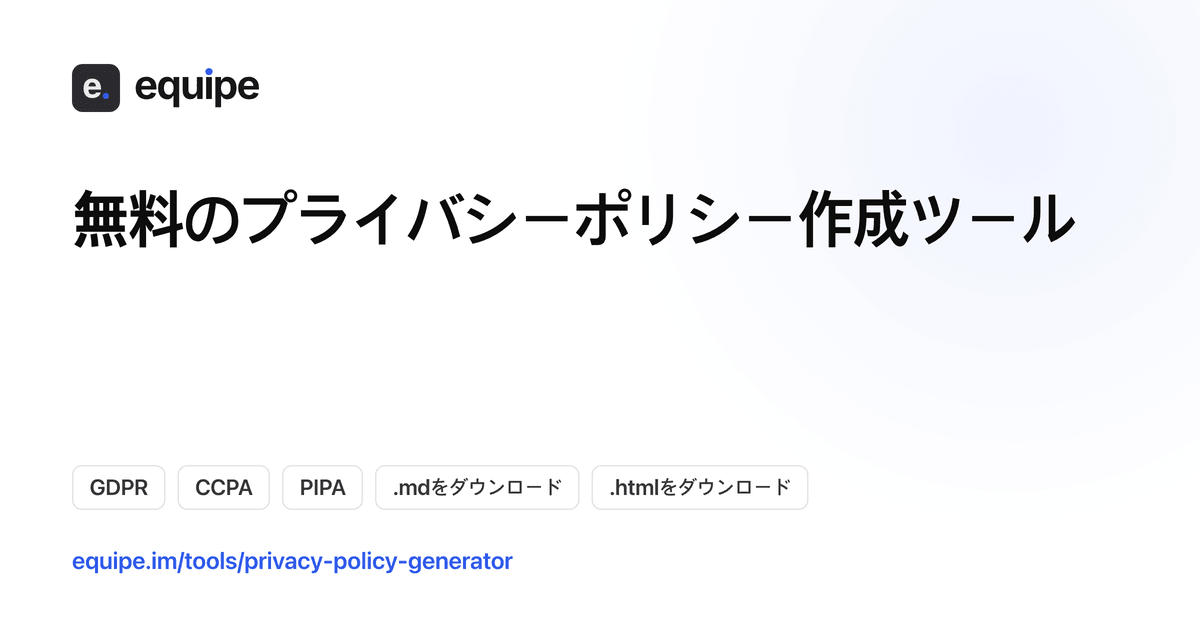 e. equipe
無料のプライバシーポリシー作成ツール
GDPR CCPA PIPA .mdをダウンロード .htmlをダウンロード
equipe.im/tools/privacy-policy-generator